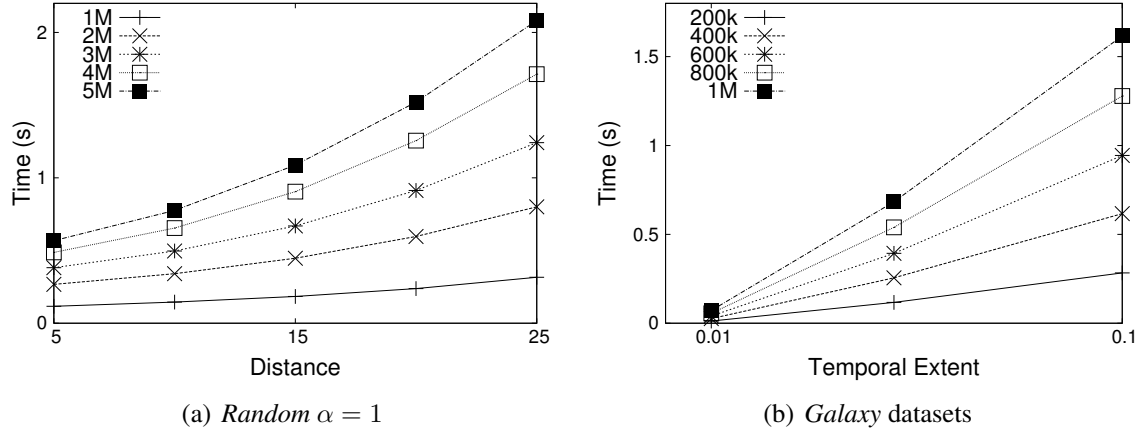 1M
2M
3M
4M
5M
2
1
0
Time (s)
5
15
25
Distance
(a) Random α = 1
200k
400k
600k
800k
1M
1.5
1
0.5
0
Time (s)
0.01
0.1
Temporal Extent
(b) Galaxy datasets